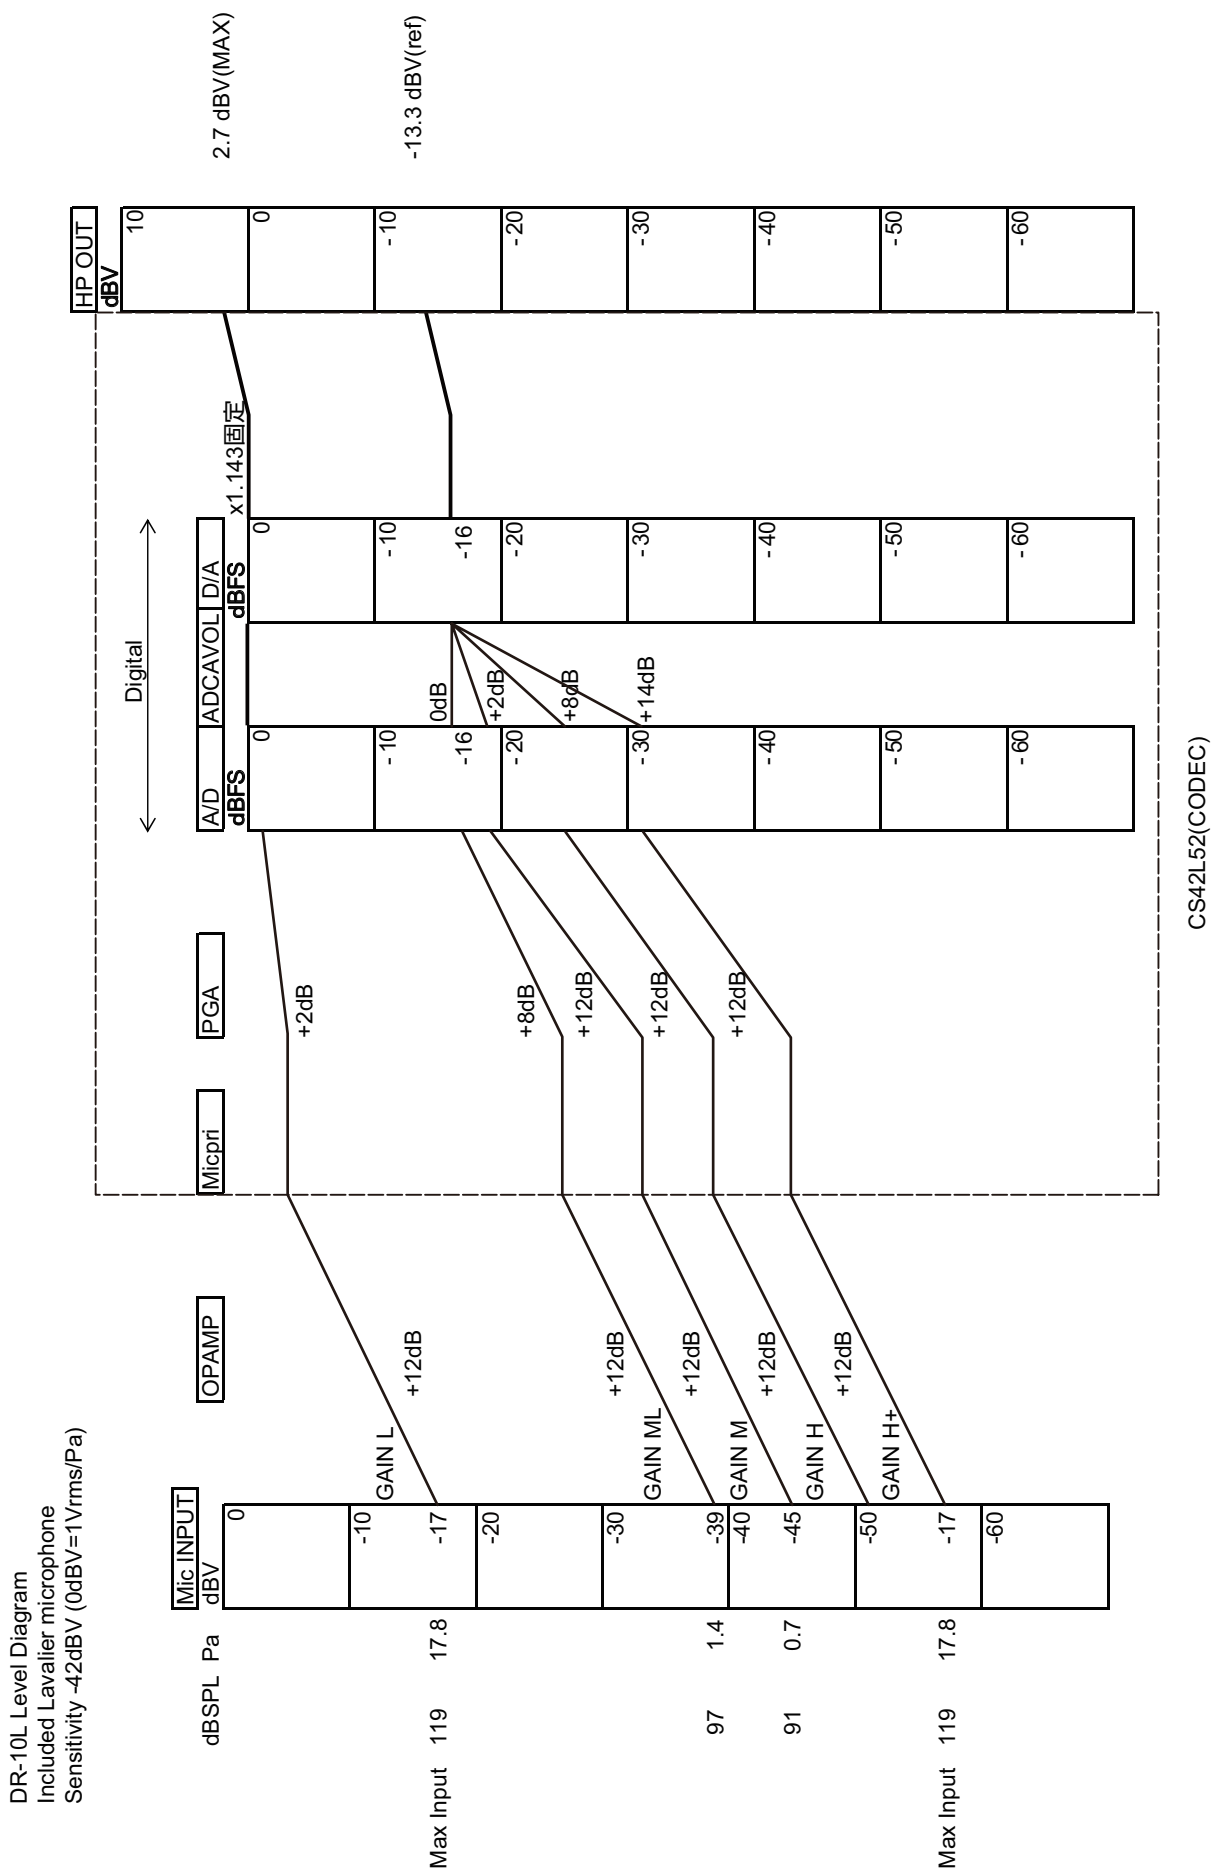 DR-10L Level Diagram
Included Lavalier microphone
Sensitivity -42dBV (0dBV=1Vrms/Pa)
dBSPL Pa
Max Input 119 17.8
97 1.4
91 0.7
Max Input 119 17.8
Mic INPUT
dBV
0
-10
-17
-20
-30
-39
-40
-45
-50
-17
-60
GAIN L
GAIN ML
GAIN M
GAIN H
GAIN H+
OPAMP
+12dB
+12dB
+12dB
+12dB
+12dB
Micpri
PGA
+2dB
+8dB
+12dB
+12dB
+12dB
Digital
A/D
dBFS
0
-10
-16
-20
-30
-40
-50
-60
ADCAVOL
0dB
+2dB
+8dB
+14dB
D/A
dBFS
0
-10
-16
-20
-30
-40
-50
-60
x1.143固定
HP OUT
dBV
10
0
-10
-20
-30
-40
-50
-60
2.7 dBV(MAX)
-13.3 dBV(ref)
CS42L52(CODEC)